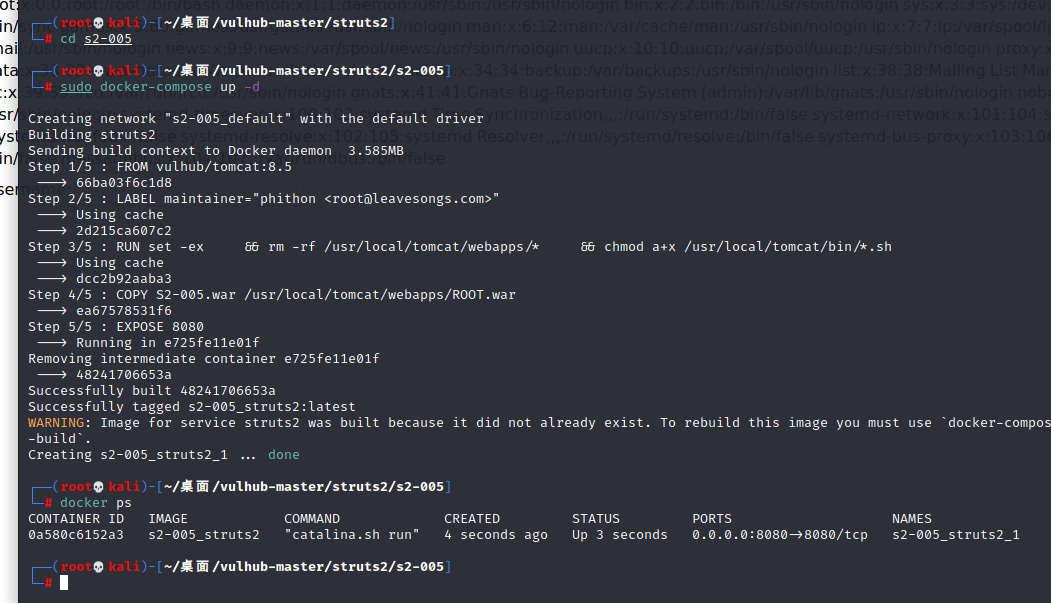 ┌──(root💀kali)-[~/桌面/vulhub-master/struts2]
└─# cd s2-005
┌──(root💀kali)-[~/桌面/vulhub-master/struts2/s2-005]
└─# sudo docker-compose up -d
Creating network "s2-005_default" with the default driver
Building struts2
Sending build context to Docker daemon  3.585MB
Step 1/5 : FROM vulhub/tomcat:8.5
 ---> 66ba03f6c1d8
Step 2/5 : LABEL maintainer="phithon <root@leavesongs.com>"
 ---> Using cache
 ---> 2d215ca607c2
Step 3/5 : RUN set -ex     && rm -rf /usr/local/tomcat/webapps/*     && chmod a+x /usr/local/tomcat/bin/*.sh
 ---> Using cache
 ---> dcc2b92aaba3
Step 4/5 : COPY S2-005.war /usr/local/tomcat/webapps/ROOT.war
 ---> ea67578531f6
Step 5/5 : EXPOSE 8080
 ---> Running in e725fe11e01f
Removing intermediate container e725fe11e01f
 ---> 48241706653a
Successfully built 48241706653a
Successfully tagged s2-005_struts2:latest
WARNING: Image for service struts2 was built because it did not already exist. To rebuild this image you must use `docker-compos
-build`.
Creating s2-005_struts2_1 ... done
┌──(root💀kali)-[~/桌面/vulhub-master/struts2/s2-005]
└─# docker ps
CONTAINER ID   IMAGE            COMMAND             CREATED         STATUS         PORTS                    NAMES
0a580c6152a3   s2-005_struts2   "catalina.sh run"   4 seconds ago   Up 3 seconds   0.0.0.0:8080->8080/tcp   s2-005_struts2_1
┌──(root💀kali)-[~/桌面/vulhub-master/struts2/s2-005]
└─#